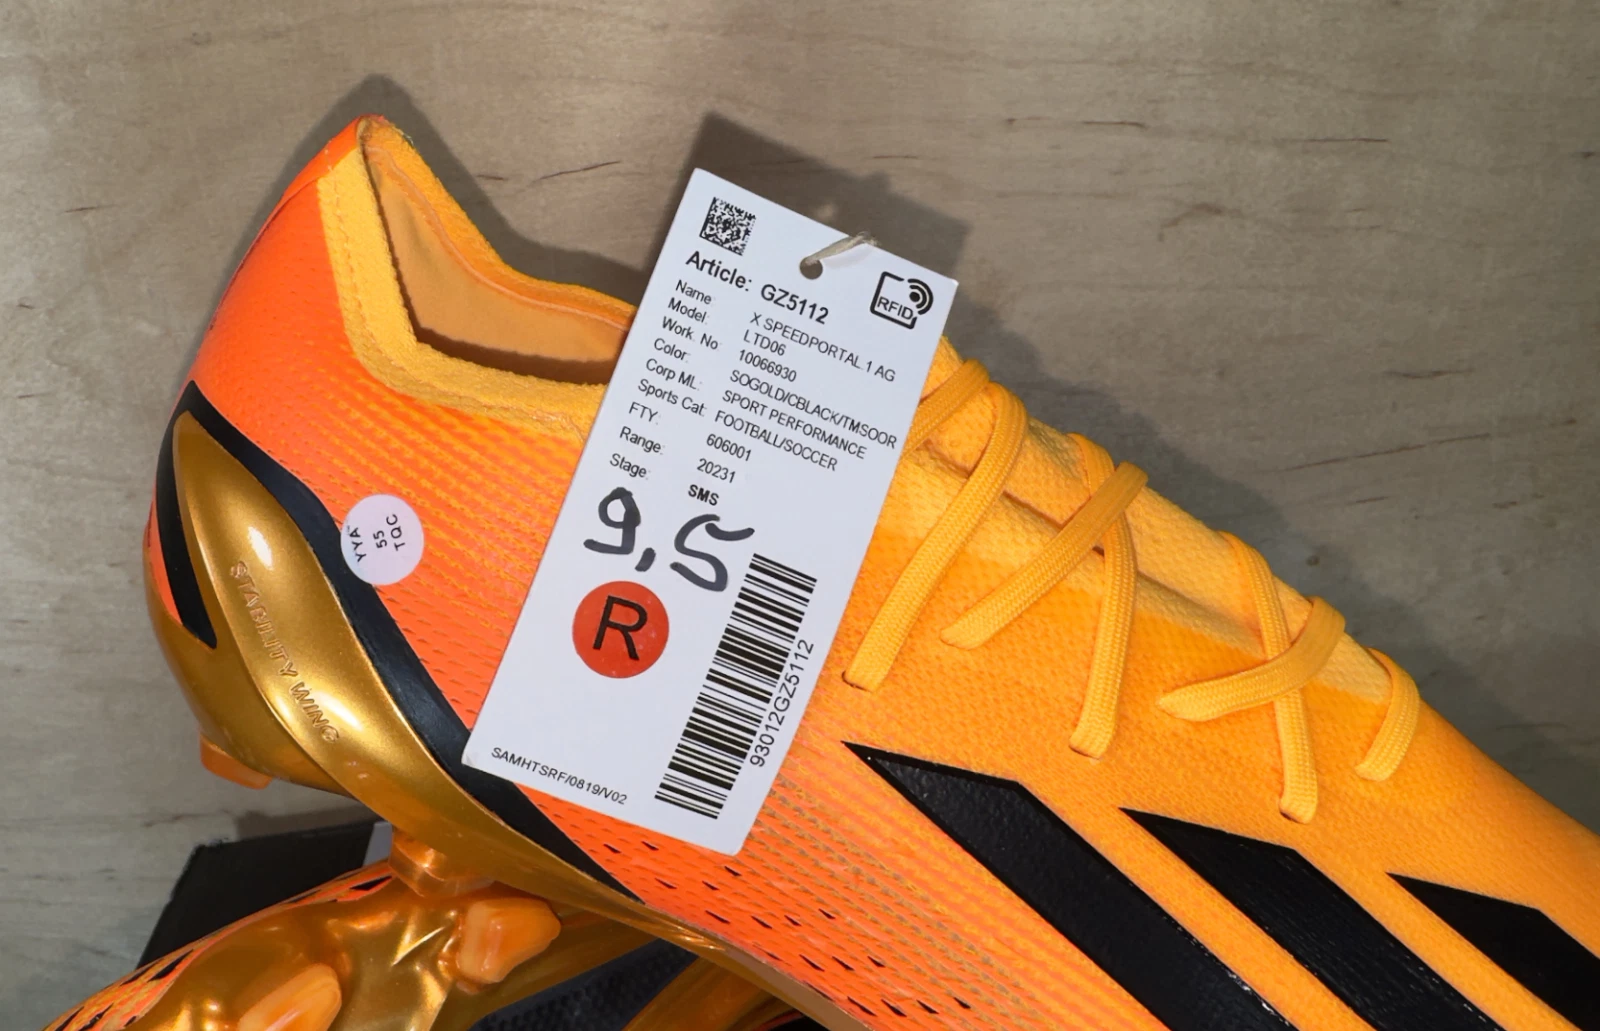 Article: GZ5112
RFID
Name: X SPEEDPORTAL.1 AG
Model: LTD06
Work. No: 10066930
Color: SOGOLD/CBLACK/TMSOOR
Corp ML: SPORT PERFORMANCE
Sports Cat: FOOTBALL/SOCCER
FTY: 606001
Range: 20231
Stage: SMS
9,5
R
93012GZ5112
SAMHTSRF/0819/V02
YYA
55
TQC
STABILITY WING